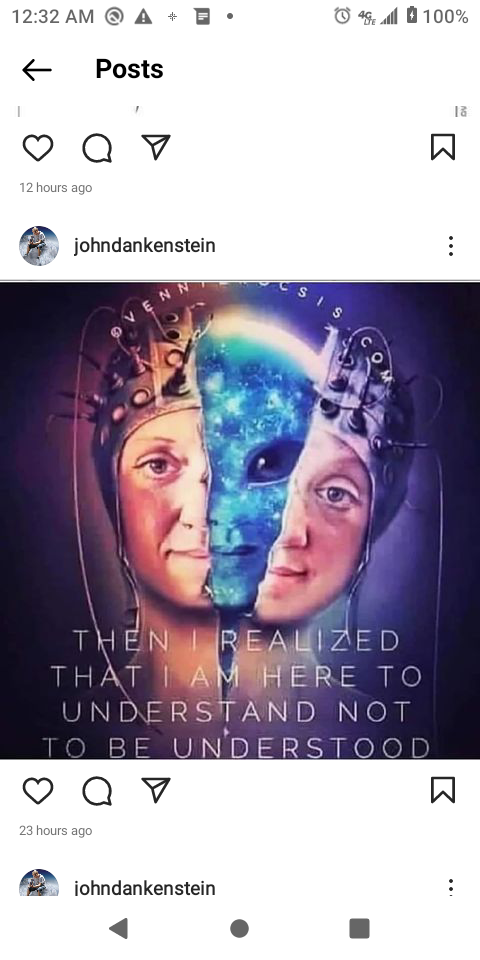 12:32 AM 4G LTE 100%
Posts
12 hours ago
johndankenstein
THEN I REALIZED
THAT I AM HERE TO
UNDERSTAND NOT
TO BE UNDERSTOOD
23 hours ago
johndankenstein